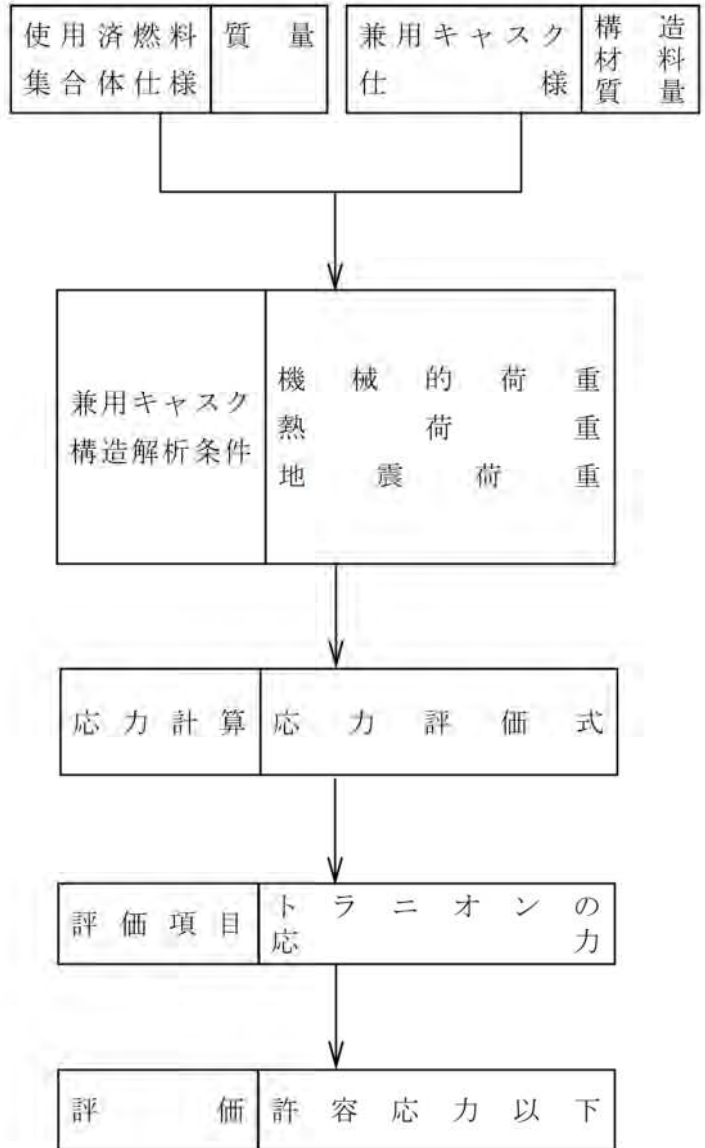 使用済燃料
集合体仕様
質量
兼用キャスク
仕様
構造
材料
質量
兼用キャスク
構造解析条件
機械的荷重
熱荷重
地震荷重
応力計算
応力評価式
評価項目
トラニオンの
応力
評価
許容応力以下